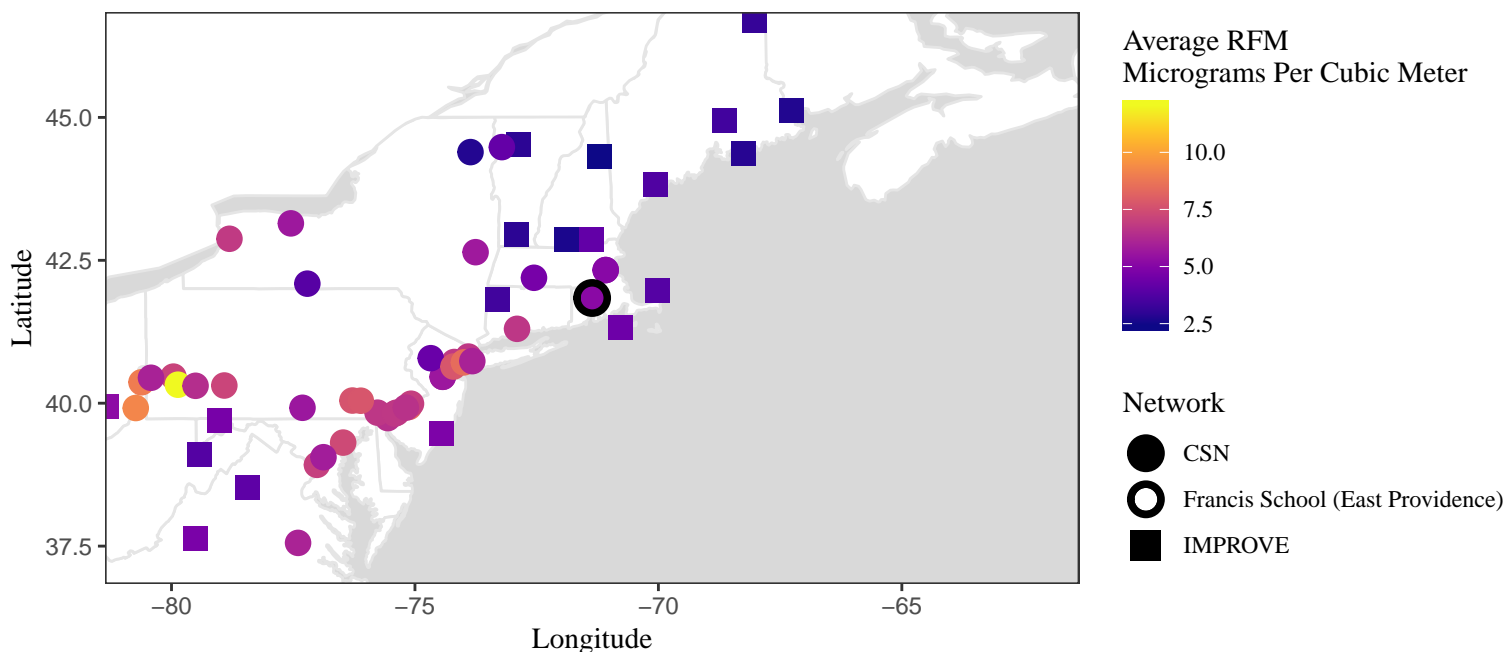 Latitude
45.0
42.5
40.0
37.5
−80
−75
−70
−65
Longitude
Average RFM
Micrograms Per Cubic Meter
10.0
7.5
5.0
2.5
Network
CSN
Francis School (East Providence)
IMPROVE